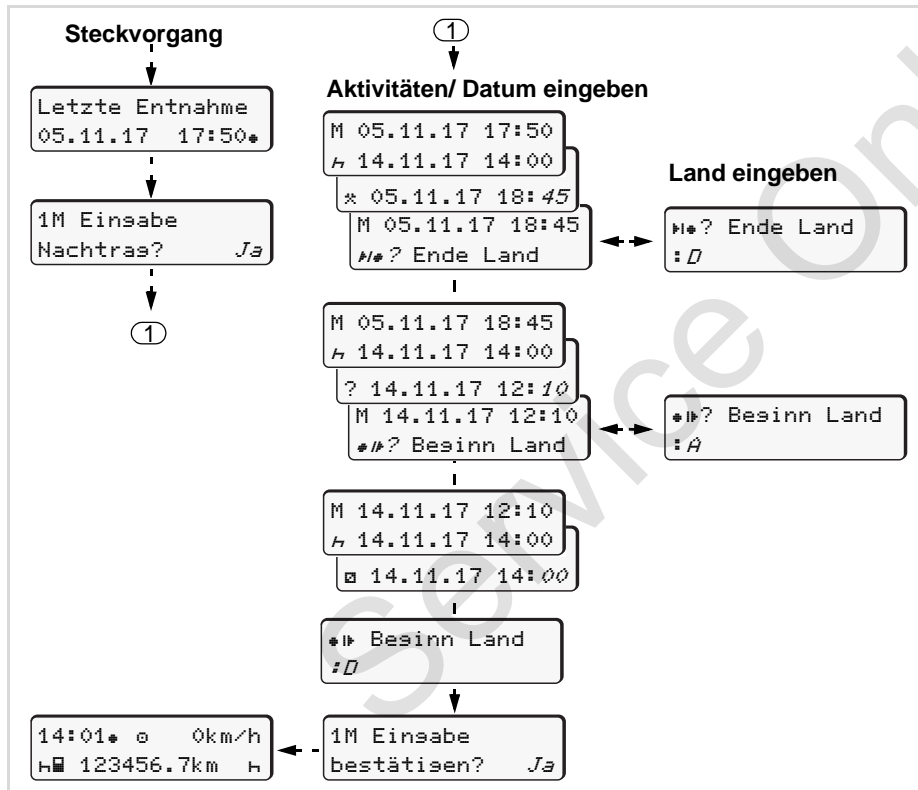 Steckvorgang
Letzte Entnahme
05.11.17 17:50
1M Eingabe
Nachtrag? Ja
1
1
Aktivitäten/ Datum eingeben
M 05.11.17 17:50
14.11.17 14:00
05.11.17 18:45
M 05.11.17 18:45
? Ende Land
Land eingeben
? Ende Land
:D
M 05.11.17 18:45
14.11.17 14:00
? 14.11.17 12:10
M 14.11.17 12:10
? Beginn Land
? Beginn Land
:A
M 14.11.17 12:10
14.11.17 14:00
14.11.17 14:00
Beginn Land
:D
1M Eingabe
bestätigen? Ja
14:01 0km/h
123456.7km
Service On